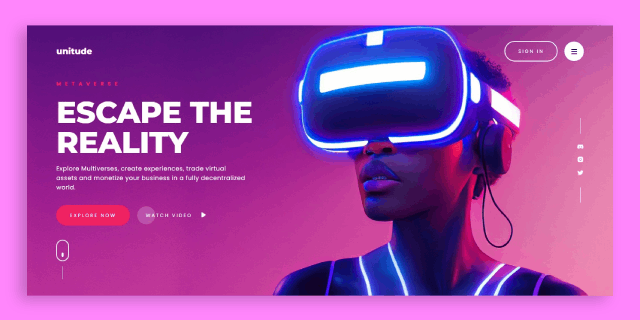 unitude
SIGN IN
METAVERSE
ESCAPE THE
REALITY
Explore Multiverses, create experiences, trade virtual
assets and monetize your business in a fully decentralized
world.
EXPLORE NOW
WATCH VIDEO